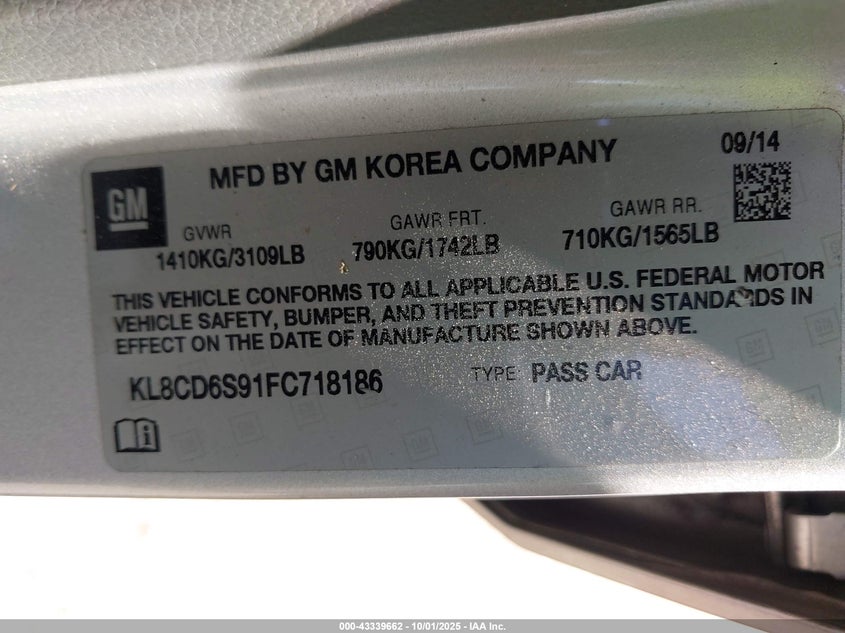 MFD BY GM KOREA COMPANY
09/14
GM
GVWR
1410KG/3109LB
GAWR FRT.
790KG/1742LB
GAWR RR.
710KG/1565LB
THIS VEHICLE CONFORMS TO ALL APPLICABLE U.S. FEDERAL MOTOR
VEHICLE SAFETY, BUMPER, AND THEFT PREVENTION STANDARDS IN
EFFECT ON THE DATE OF MANUFACTURE SHOWN ABOVE.
KL8CD6S91FC718186
TYPE: PASS CAR
000-43339662 - 10/01/2025 - IAA Inc.